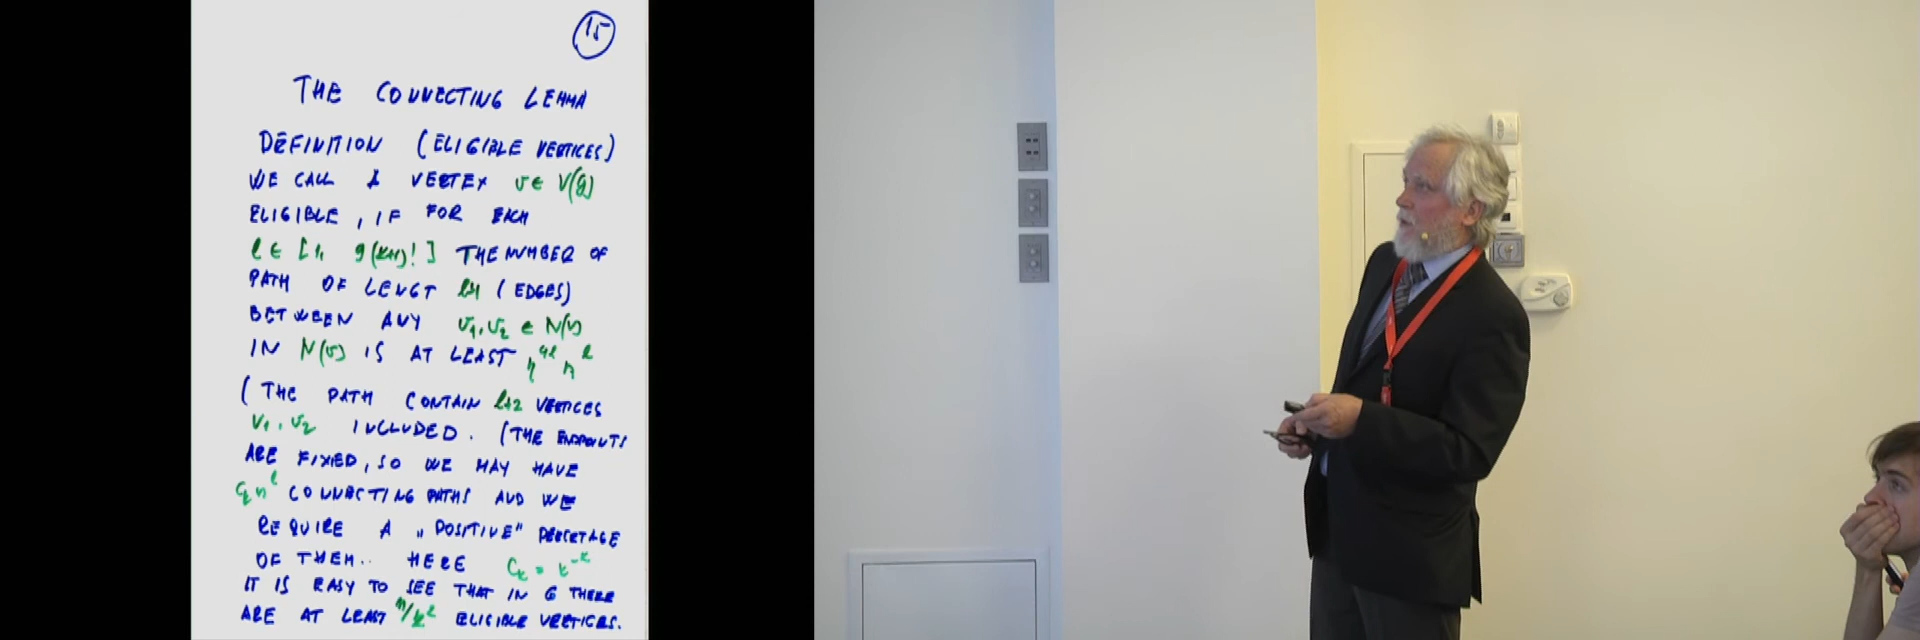 15
THE CONNECTING LEMMA
DEFINITION (ELIGIBLE VERTICES)
WE CALL A VERTEX v ∈ V(G)
ELIGIBLE, IF FOR EACH
l ∈ [1, g(k+1)!] THE NUMBER OF
PATH OF LENGT l+1 (EDGES)
BETWEEN ANY v₁, v₂ ∈ N(v)
IN N(v) IS AT LEAST
(THE PATH CONTAIN l+2 VERTICES
v₁, v₂ INCLUDED. (THE ENDPOINTS
ARE FIXED, SO WE MAY HAVE
CONNECTING PATHS AND WE
REQUIRE A „POSITIVE" PERCETAGE
OF THEM.. HERE
IT IS EASY TO SEE THAT IN G THERE
ARE AT LEAST ELIGIBLE VERTICES.